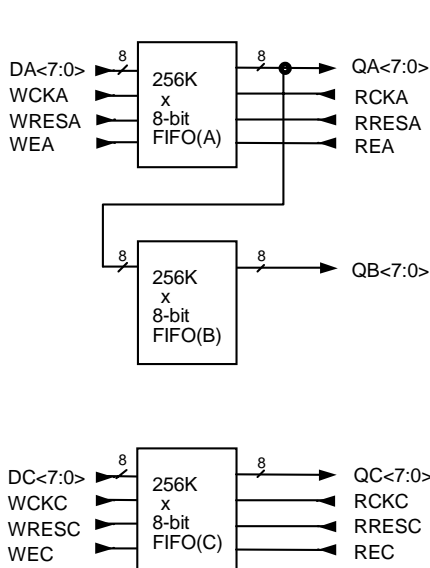 8
8
DA<7:0>
256K
QA<7:0>
WCKA
x
RCKA
WRESA
8-bit
RRESA
WEA
FIFO(A)
REA
8
8
256K
QB<7:0>
x
8-bit
FIFO(B)
8
8
DC<7:0>
256K
QC<7:0>
WCKC
x
RCKC
WRESC
8-bit
RRESC
WEC
FIFO(C)
REC